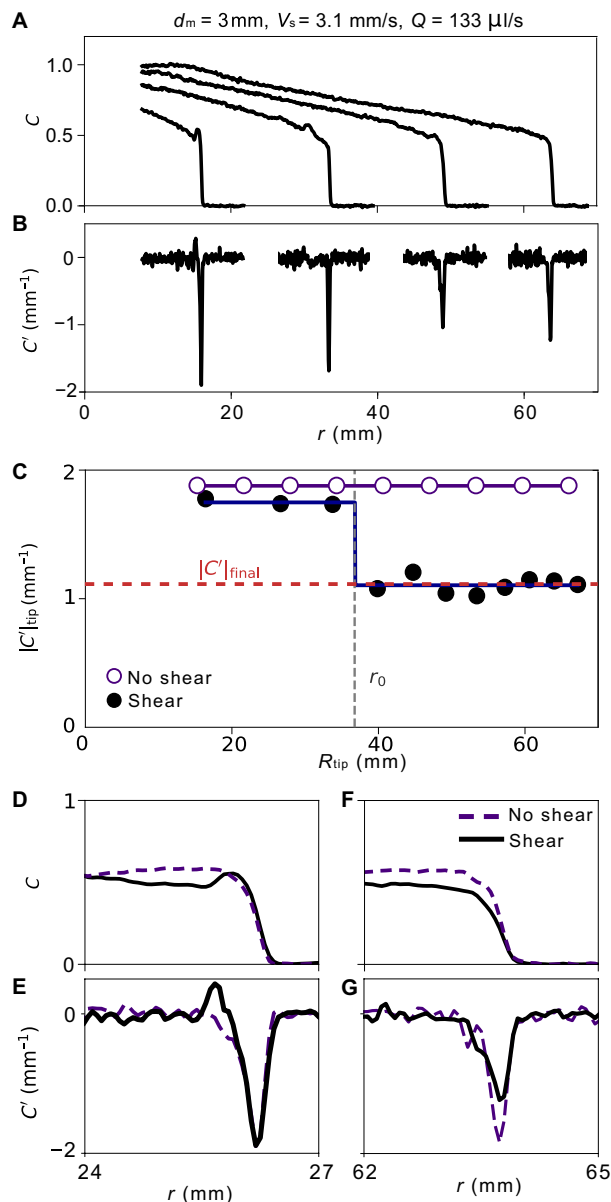 A
dm = 3mm, Vs = 3.1 mm/s, Q = 133 μl/s
1.0
C
0.5
0.0
B
0
C′ (mm−1)
−1
−2
0 20 40 60
r (mm)
C
2
|C′|final
|C′|tip (mm−1)
1
No shear
Shear
r0
0
0 20 40 60
Rtip (mm)
D
1
C
0
F
No shear
Shear
E
0
C′ (mm−1)
−2
24 27
r (mm)
G
62 65
r (mm)